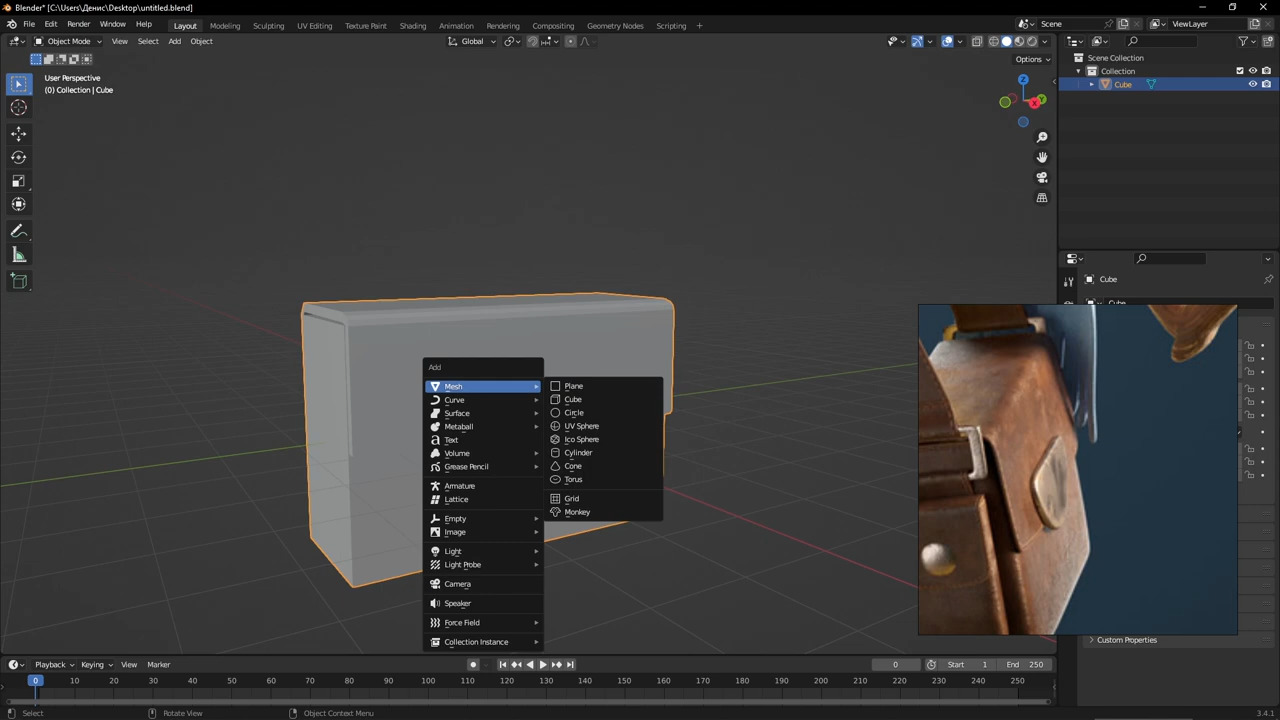 Blender* [C:\Users\Денис\Desktop\untitled.blend]
File Edit Render Window Help Layout Modeling Sculpting UV Editing Texture Paint Shading Animation Rendering Compositing Geometry Nodes Scripting + Scene ViewLayer
Object Mode View Select Add Object Global
Options
User Perspective
(0) Collection | Cube
Scene Collection
Collection
Cube
Z
Y
X
Cube
Cube
Add
Mesh
Curve
Surface
Metaball
Text
Volume
Grease Pencil
Armature
Lattice
Empty
Image
Light
Light Probe
Camera
Speaker
Force Field
Collection Instance
Plane
Cube
Circle
UV Sphere
Ico Sphere
Cylinder
Cone
Torus
Grid
Monkey
Custom Properties
Playback Keying View Marker 0 Start 1 End 250
0 10 20 30 40 50 60 70 80 90 100 110 120 130 140 150 160 170 180 190 200 210 220 230 240 250
Select Rotate View Object Context Menu 3.4.1